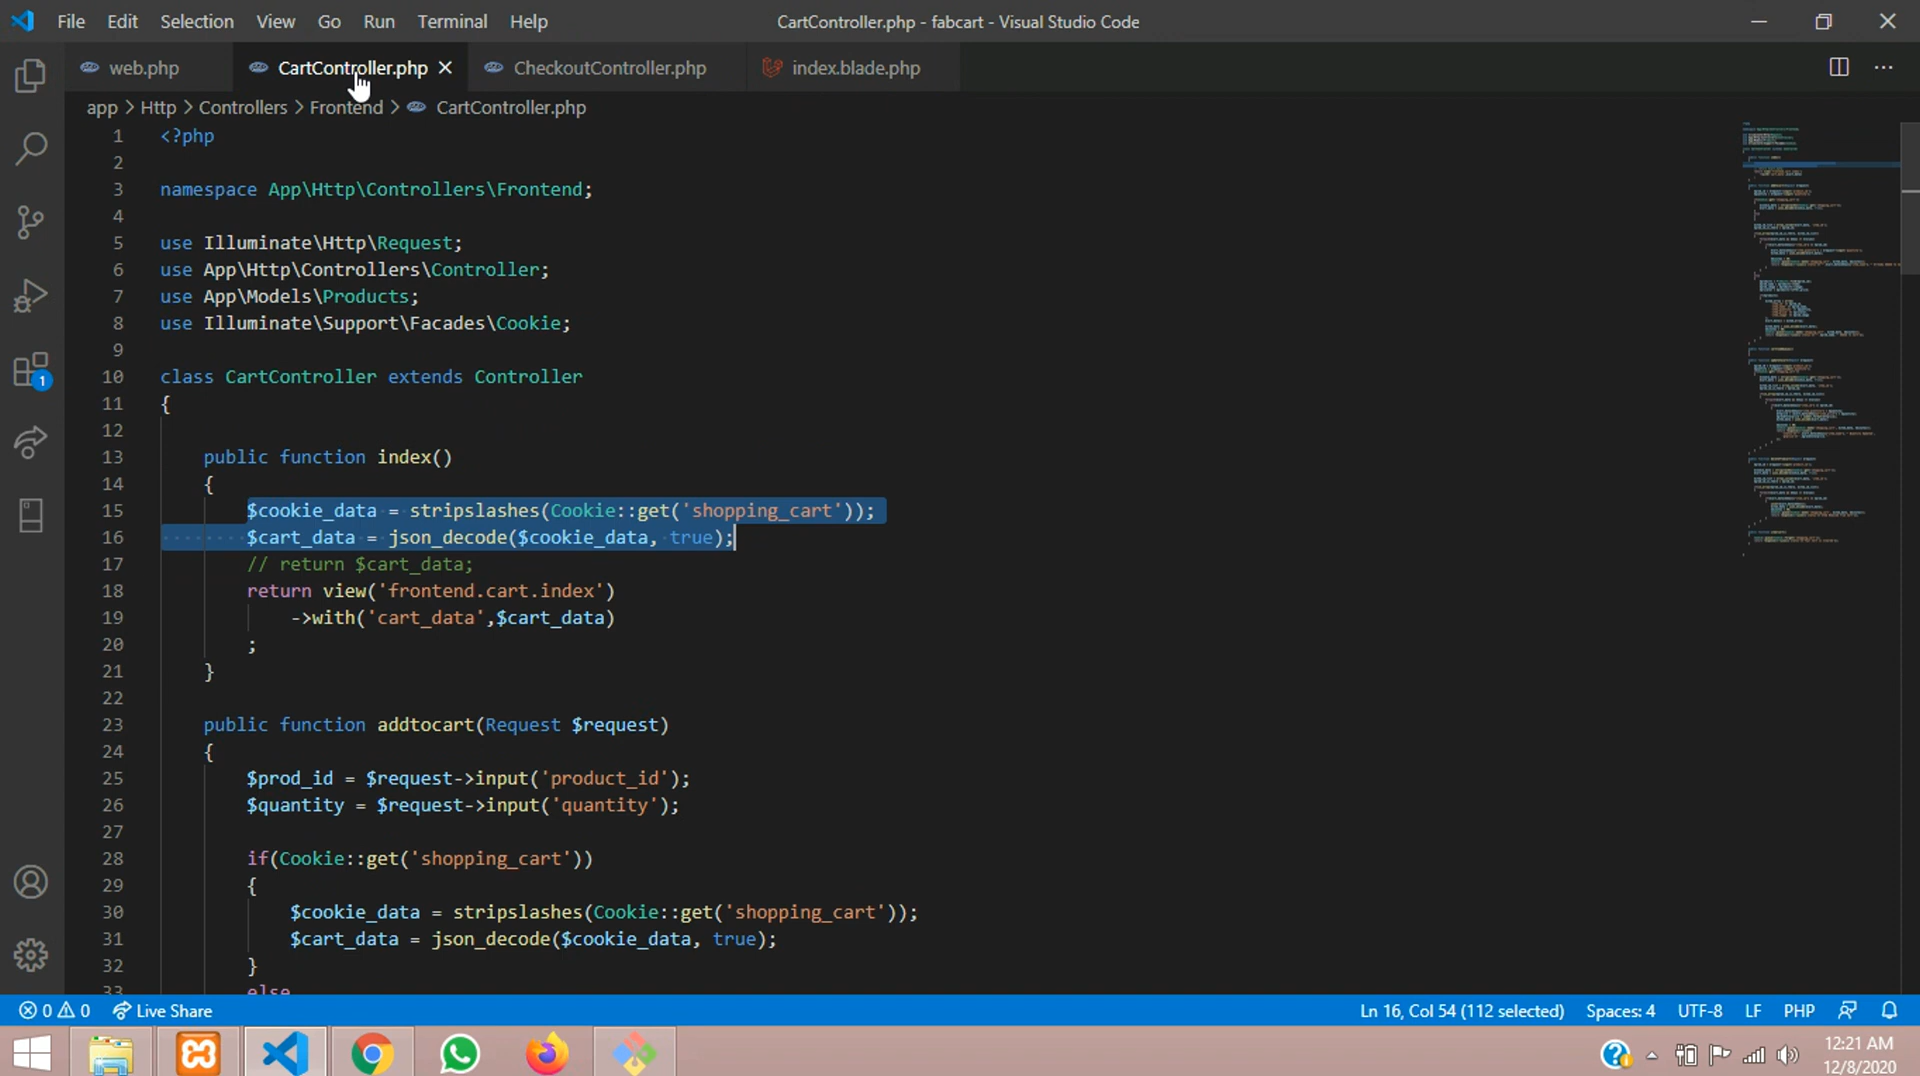 File Edit Selection View Go Run Terminal Help CartController.php - fabcart - Visual Studio Code
web.php CartController.php CheckoutController.php index.blade.php
app > Http > Controllers > Frontend > CartController.php
1 <?php
2
3 namespace App\Http\Controllers\Frontend;
4
5 use Illuminate\Http\Request;
6 use App\Http\Controllers\Controller;
7 use App\Models\Products;
8 use Illuminate\Support\Facades\Cookie;
9
10 class CartController extends Controller
11 {
12
13 public function index()
14 {
15 $cookie_data = stripslashes(Cookie::get('shopping_cart'));
16 $cart_data = json_decode($cookie_data, true);
17 // return $cart_data;
18 return view('frontend.cart.index')
19 ->with('cart_data',$cart_data)
20 ;
21 }
22
23 public function addtocart(Request $request)
24 {
25 $prod_id = $request->input('product_id');
26 $quantity = $request->input('quantity');
27
28 if(Cookie::get('shopping_cart'))
29 {
30 $cookie_data = stripslashes(Cookie::get('shopping_cart'));
31 $cart_data = json_decode($cookie_data, true);
32 }
33 else
1
0 0 Live Share Ln 16, Col 54 (112 selected) Spaces: 4 UTF-8 LF PHP
12:21 AM
12/8/2020